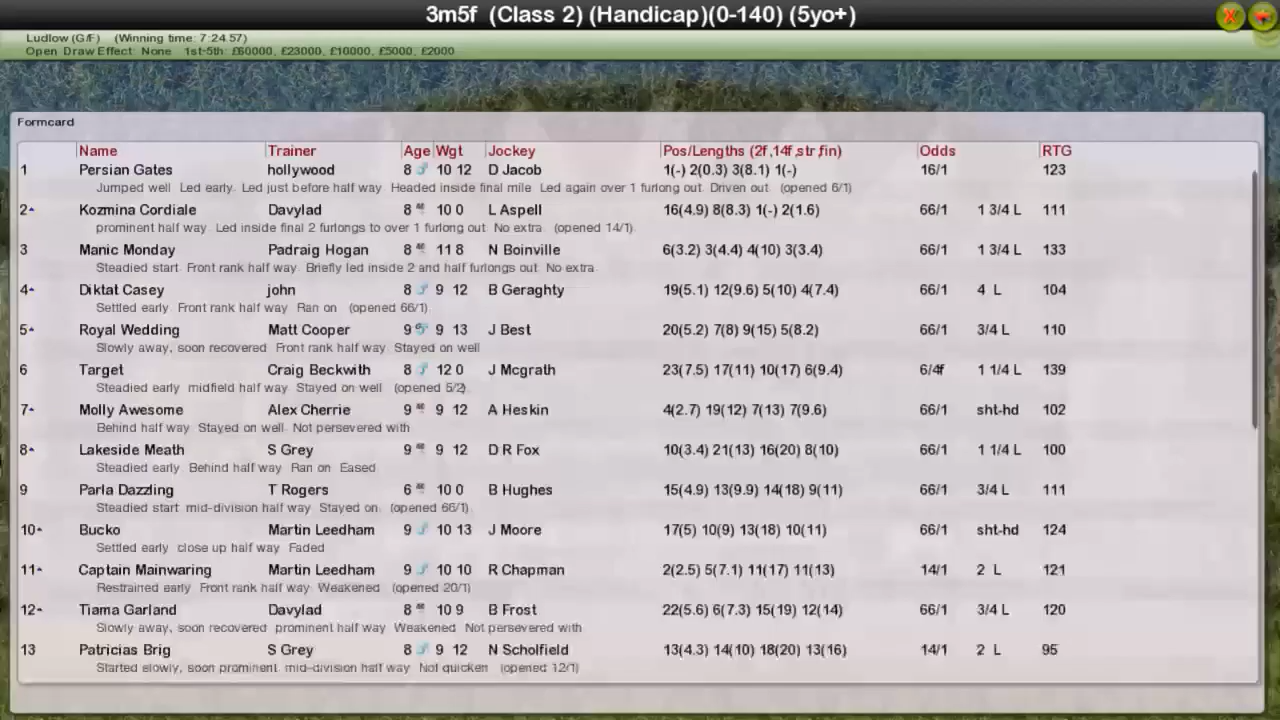 3m5f (Class 2) (Handicap)(0-140) (5yo+)
Ludlow (G/F) (Winning time: 7:24.57)
Open Draw Effect: None 1st-5th: £60000, £23000, £10000, £5000, £2000
Formcard
Name Trainer Age Wgt Jockey Pos/Lengths (2f,14f,str,fin) Odds RTG
1 Persian Gates hollywood 8 10 12 D Jacob 1(-) 2(0.3) 3(8.1) 1(-) 16/1 123
Jumped well Led early Led just before half way Headed inside final mile Led again over 1 furlong out Driven out (opened 6/1)
2 Kozmina Cordiale Davylad 8 10 0 L Aspell 16(4.9) 8(8.3) 1(-) 2(1.6) 66/1 1 3/4 L 111
prominent half way Led inside final 2 furlongs to over 1 furlong out No extra (opened 14/1)
3 Manic Monday Padraig Hogan 8 11 8 N Boinville 6(3.2) 3(4.4) 4(10) 3(3.4) 66/1 1 3/4 L 133
Steadied start Front rank half way Briefly led inside 2 and half furlongs out No extra
4 Diktat Casey john 8 9 12 B Geraghty 19(5.1) 12(9.6) 5(10) 4(7.4) 66/1 4 L 104
Settled early Front rank half way Ran on (opened 66/1)
5 Royal Wedding Matt Cooper 9 9 13 J Best 20(5.2) 7(8) 9(15) 5(8.2) 66/1 3/4 L 110
Slowly away, soon recovered Front rank half way Stayed on well
6 Target Craig Beckwith 8 12 0 J Mcgrath 23(7.5) 17(11) 10(17) 6(9.4) 6/4f 1 1/4 L 139
Steadied early midfield half way Stayed on well (opened 5/2)
7 Molly Awesome Alex Cherrie 9 9 12 A Heskin 4(2.7) 19(12) 7(13) 7(9.6) 66/1 sht-hd 102
Behind half way Stayed on well Not persevered with
8 Lakeside Meath S Grey 9 9 12 D R Fox 10(3.4) 21(13) 16(20) 8(10) 66/1 1 1/4 L 100
Steadied early Behind half way Ran on Eased
9 Parla Dazzling T Rogers 6 10 0 B Hughes 15(4.9) 13(9.9) 14(18) 9(11) 66/1 3/4 L 111
Steadied start mid-division half way Stayed on (opened 66/1)
10 Bucko Martin Leedham 9 10 13 J Moore 17(5) 10(9) 13(18) 10(11) 66/1 sht-hd 124
Settled early close up half way Faded
11 Captain Mainwaring Martin Leedham 9 10 10 R Chapman 2(2.5) 5(7.1) 11(17) 11(13) 14/1 2 L 121
Restrained early Front rank half way Weakened (opened 20/1)
12 Tiama Garland Davylad 8 10 9 B Frost 22(5.6) 6(7.3) 15(19) 12(14) 66/1 3/4 L 120
Slowly away, soon recovered prominent half way Weakened Not persevered with
13 Patricias Brig S Grey 8 9 12 N Scholfield 13(4.3) 14(10) 18(20) 13(16) 14/1 2 L 95
Started slowly, soon prominent mid-division half way Not quicken (opened 12/1)